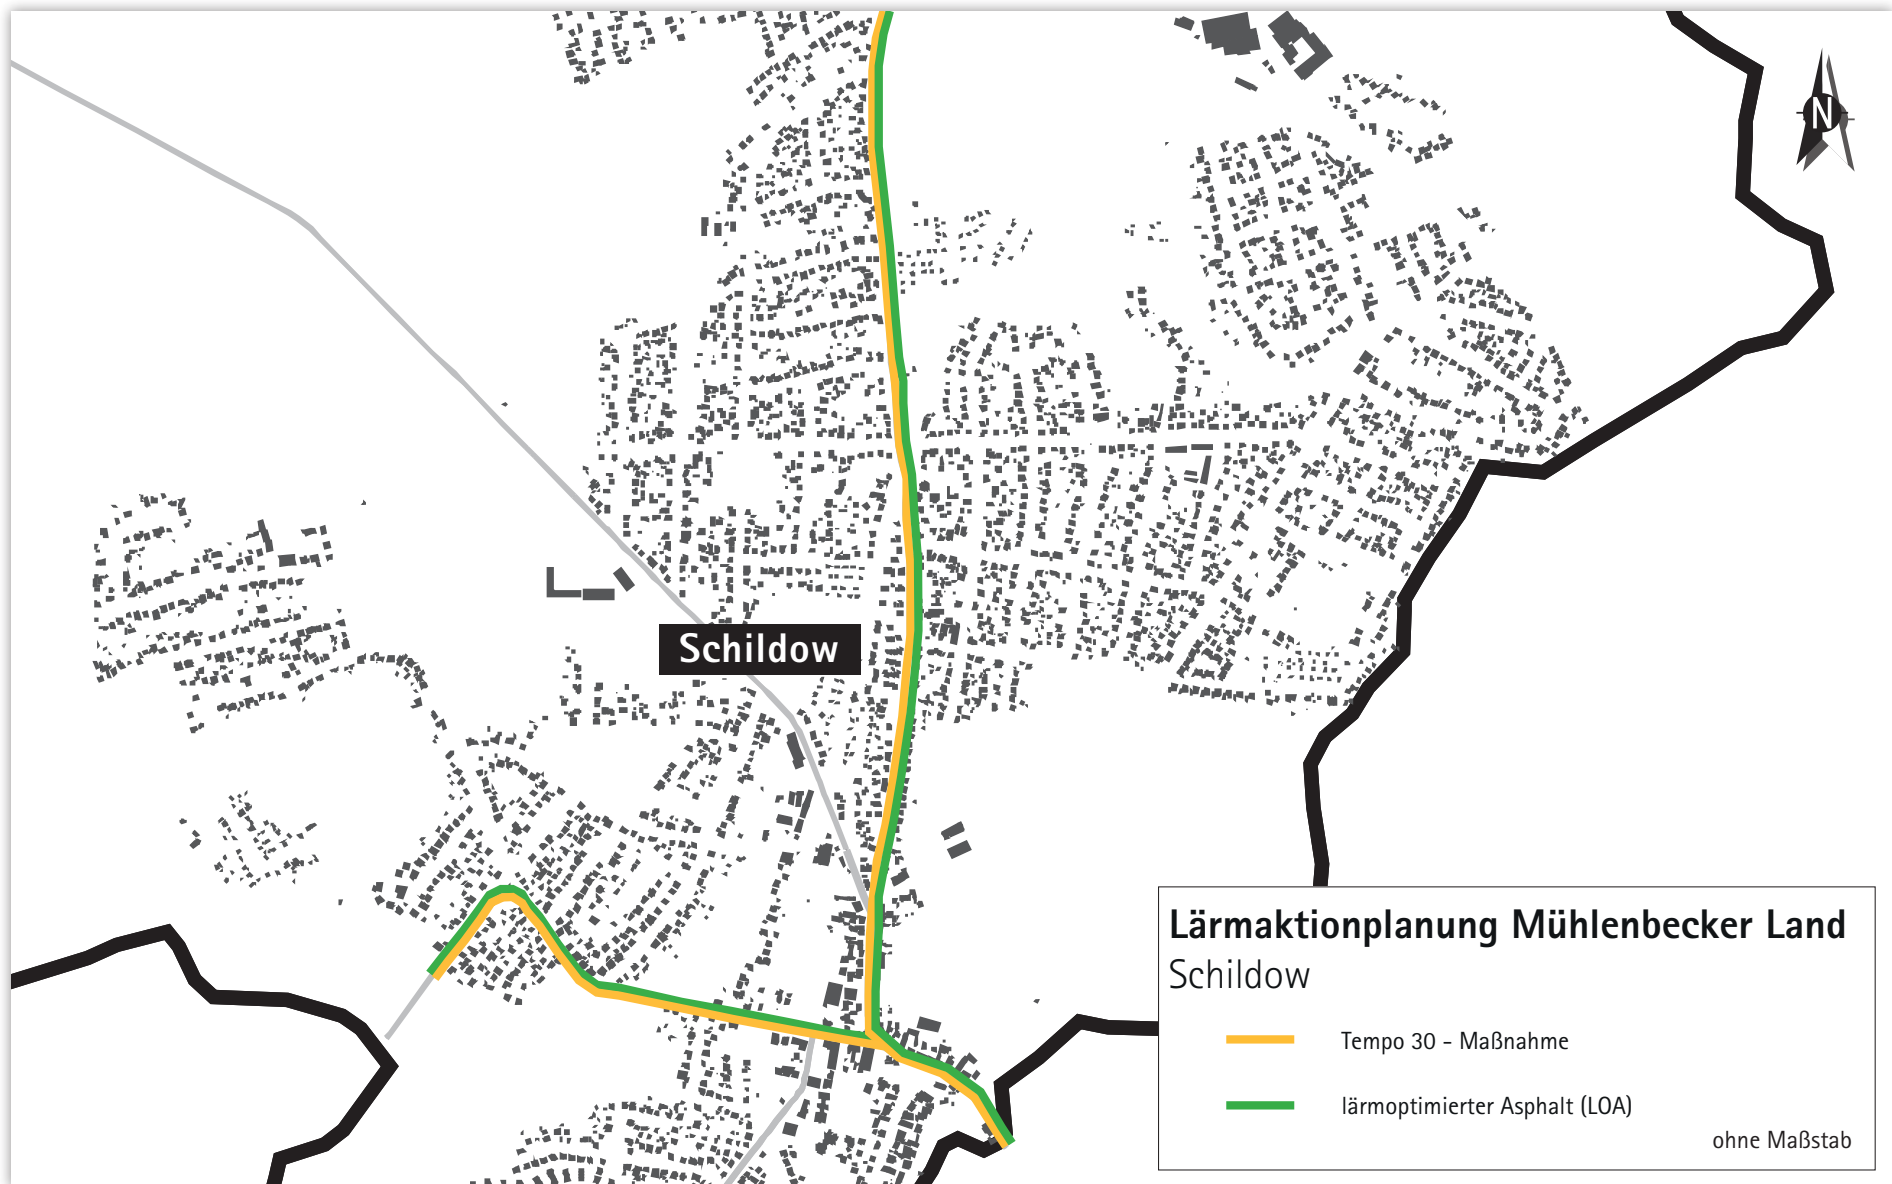 N
Schildow
Lärmaktionplanung Mühlenbecker Land
Schildow
Tempo 30 - Maßnahme
lärmoptimierter Asphalt (LOA)
ohne Maßstab